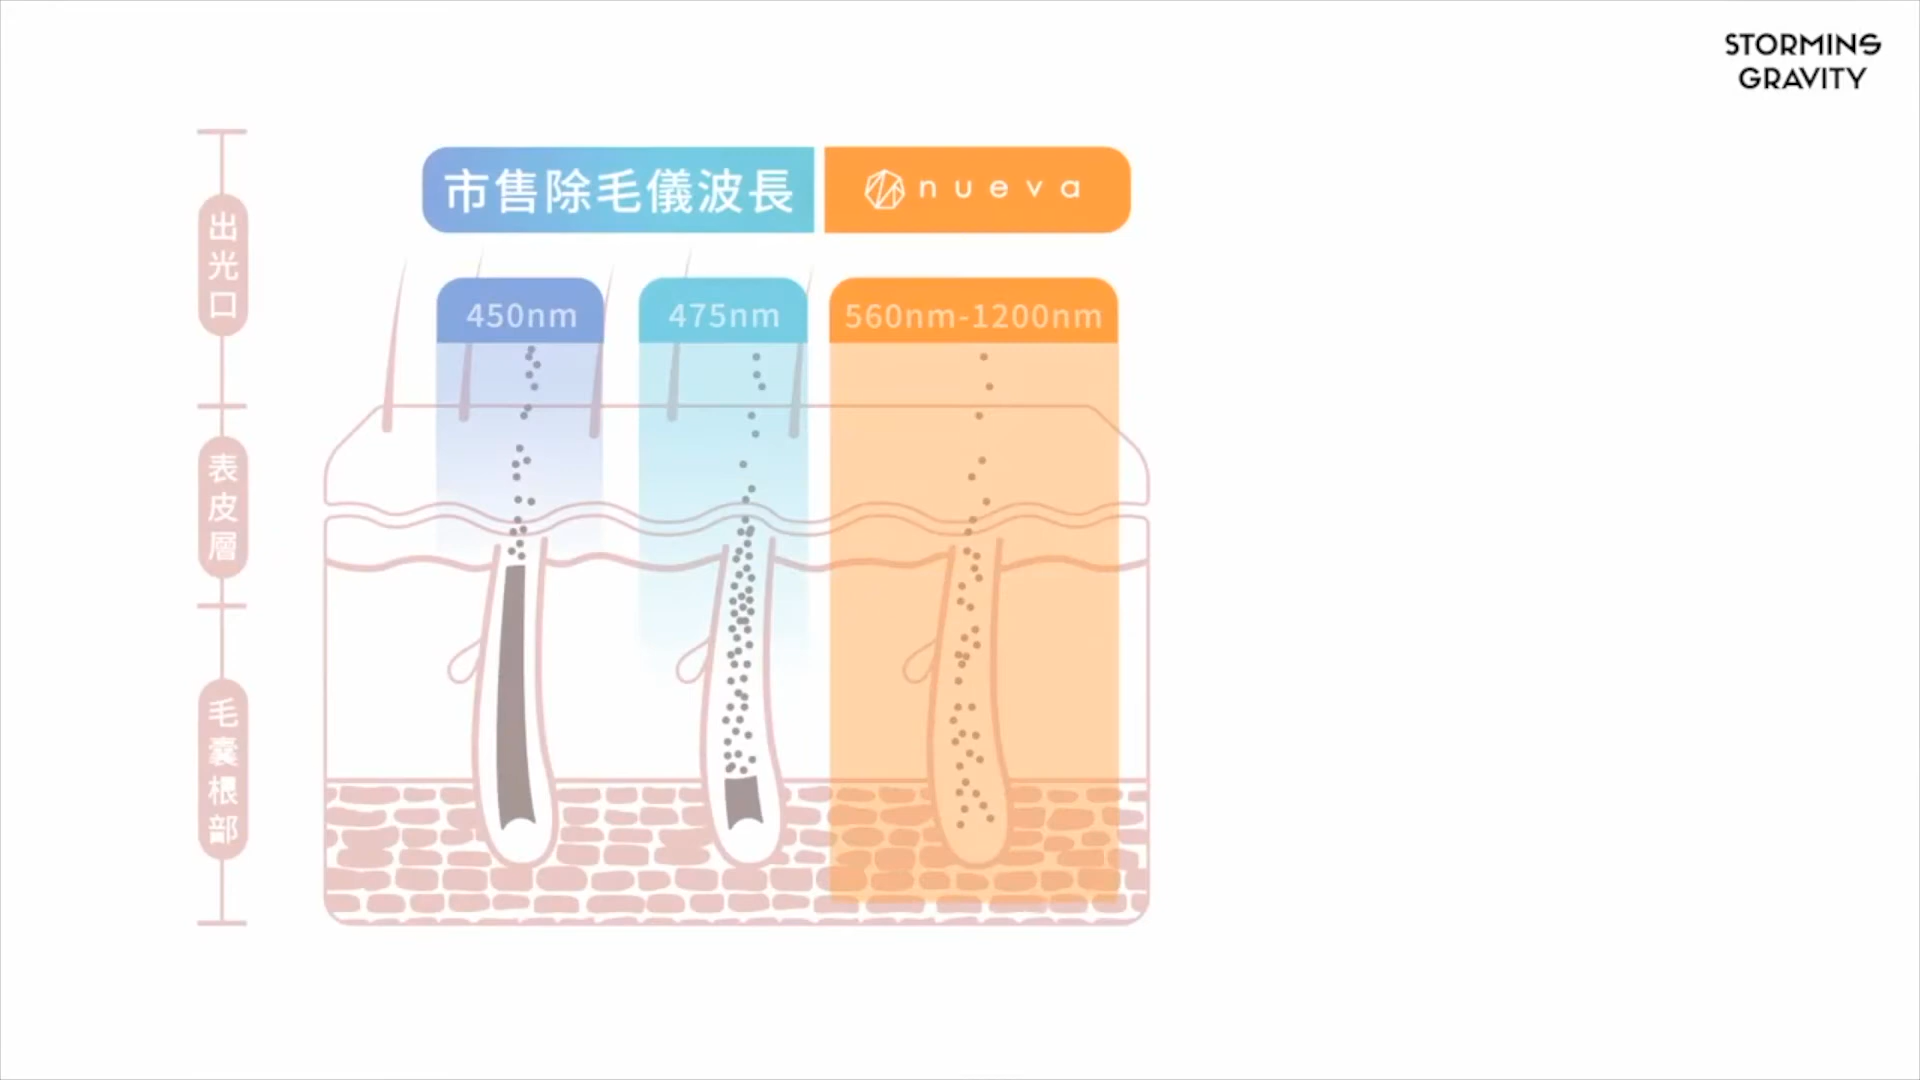 STORMING
GRAVITY
市售除毛儀波長
nueva
450nm
475nm
560nm-1200nm
出光口
表皮層
毛囊根部